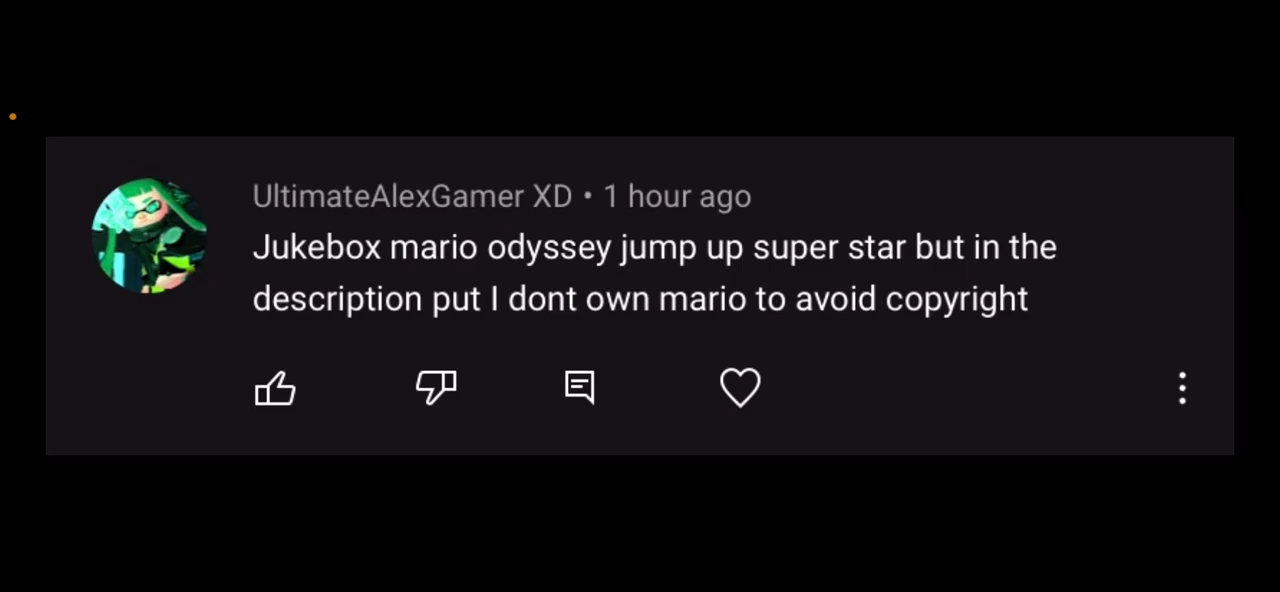 UltimateAlexGamer XD • 1 hour ago
Jukebox mario odyssey jump up super star but in the
description put I dont own mario to avoid copyright